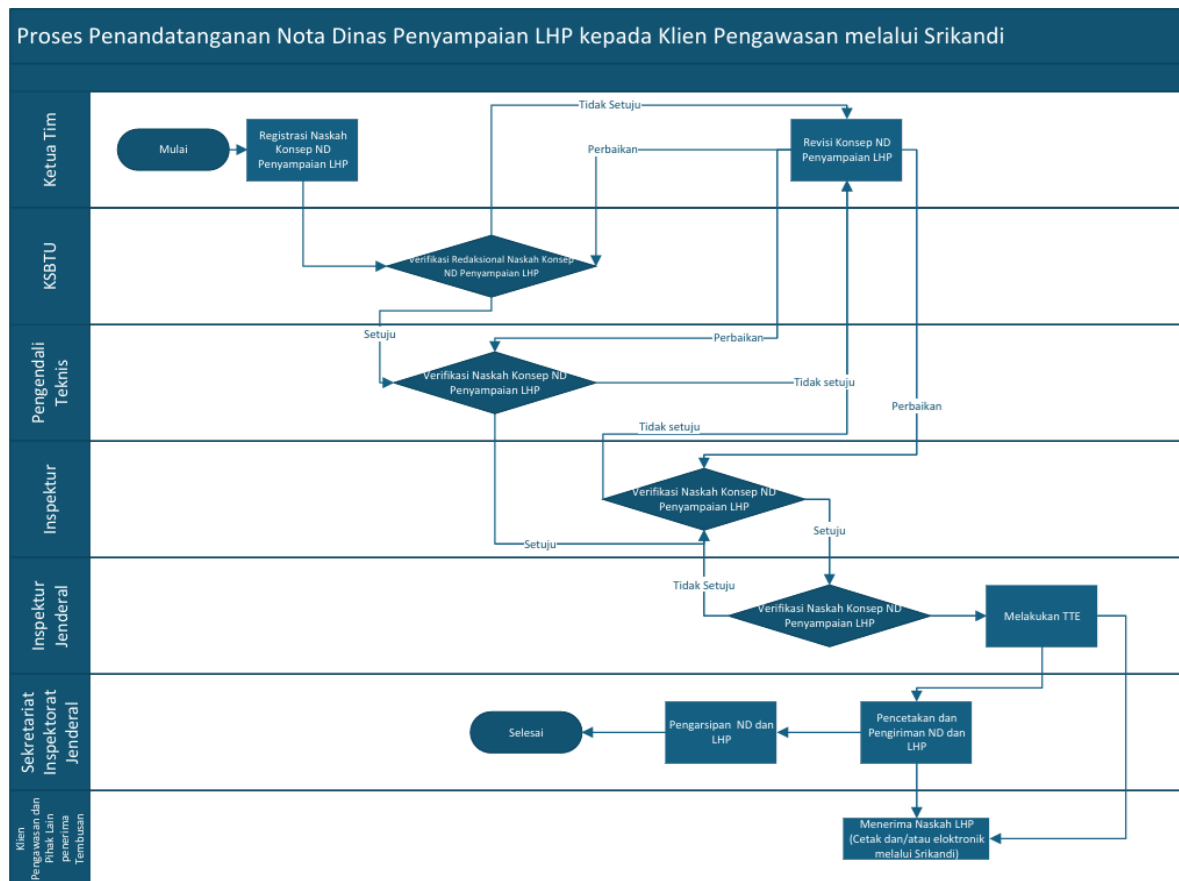 Proses Penandatanganan Nota Dinas Penyampaian LHP kepada Klien Pengawasan melalui Srikandi
Ketua Tim
Mulai
Registrasi Naskah
Konsep ND
Penyampaian LHP
Tidak Setuju
Perbaikan
Revisi Konsep ND
Penyampaian LHP
KSBTU
Verifikasi Redaksional Naskah Konsep
ND Penyampaian LHP
Setuju
Perbaikan
Pengendali
Teknis
Verifikasi Naskah Konsep ND
Penyampaian LHP
Tidak setuju
Perbaikan
Tidak setuju
Inspektur
Verifikasi Naskah Konsep ND
Penyampaian LHP
Setuju
Setuju
Inspektur
Jenderal
Tidak Setuju
Verifikasi Naskah Konsep ND
Penyampaian LHP
Melakukan TTE
Sekretariat
Inspektorat
Jenderal
Selesai
Pengarsipan ND dan
LHP
Pencetakan dan
Pengiriman ND dan
LHP
Klien
Pengawasan dan
Pihak Lain
penerima
Tembusan
Menerima Naskah LHP
(Cetak dan/atau eloktronik
melalui Srikandi)